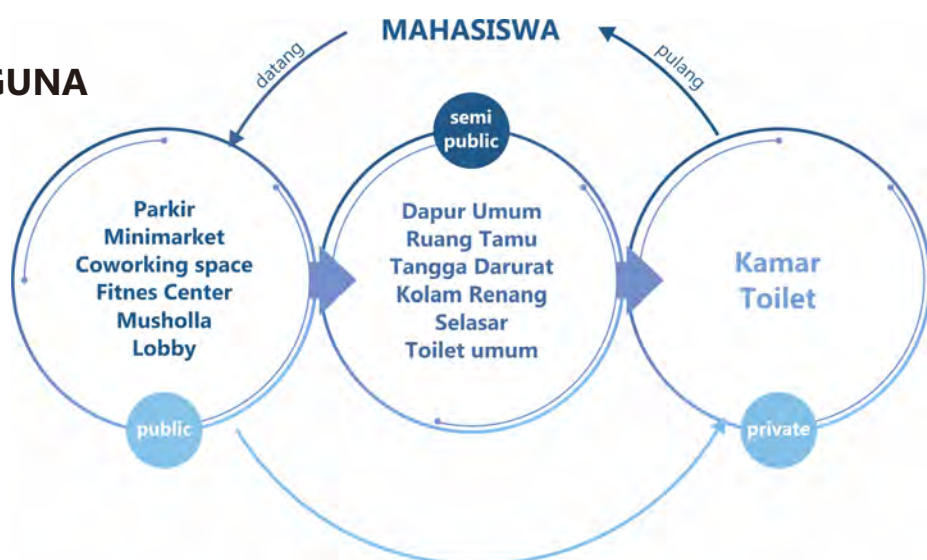 MAHASISWA
GUNA
datang
pulang
semi
public
Parkir
Minimarket
Coworking space
Fitnes Center
Musholla
Lobby
public
Dapur Umum
Ruang Tamu
Tangga Darurat
Kolam Renang
Selasar
Toilet umum
Kamar
Toilet
private